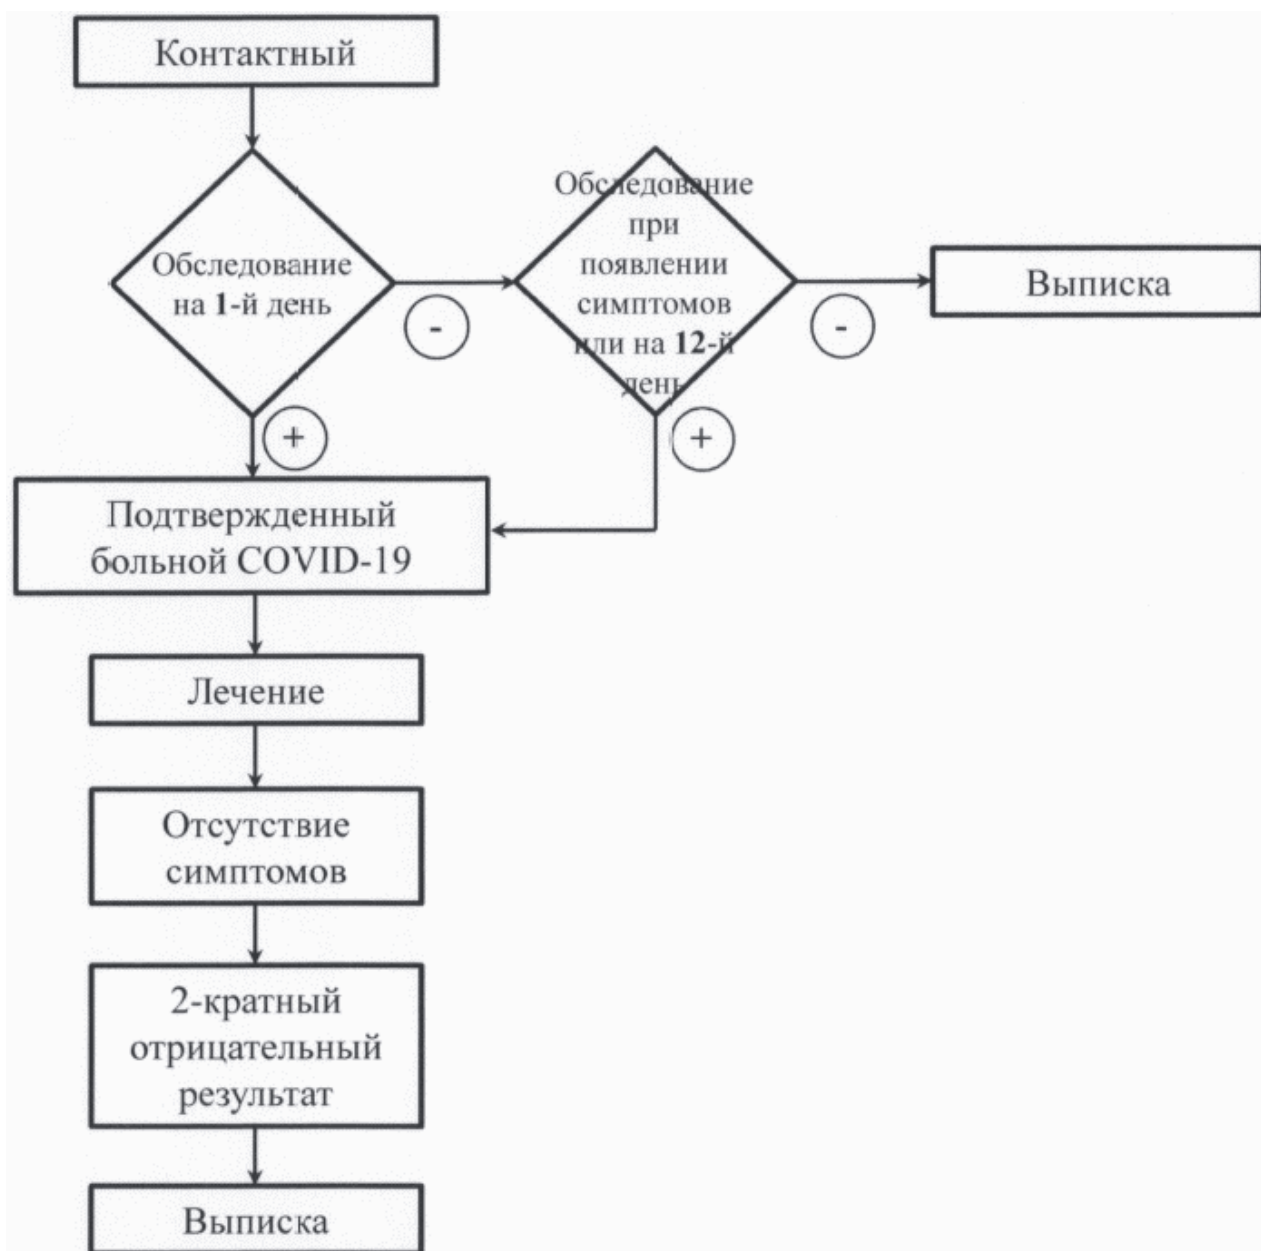 Контактный
Обследование
на 1-й день
-
+
Обследование
при
появлении
симптомов
или на 12-й
день
-
+
Выписка
Подтвержденный
больной COVID-19
Лечение
Отсутствие
симптомов
2-кратный
отрицательный
результат
Выписка